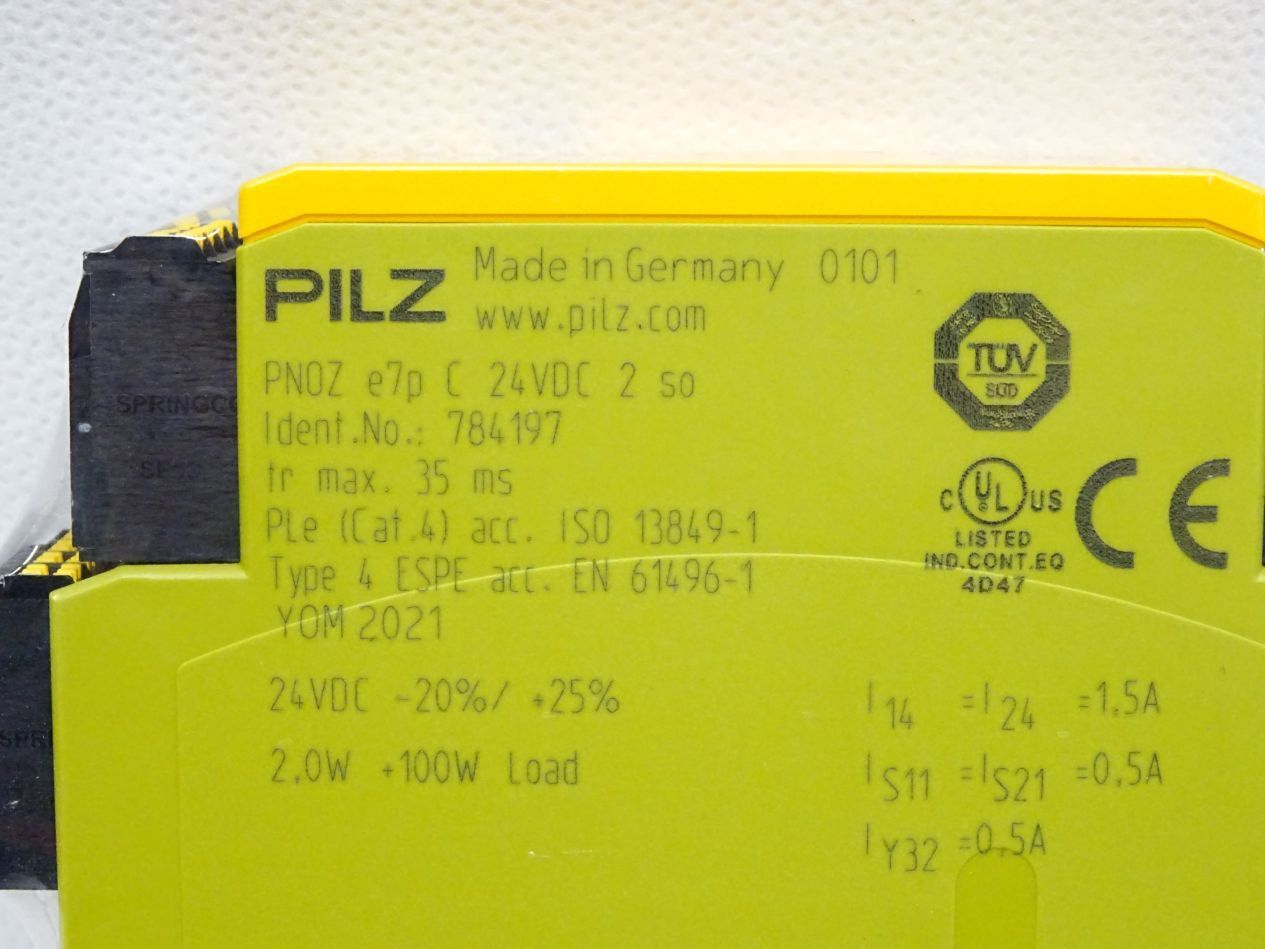 PILZ Made in Germany 0101
www.pilz.com
PNOZ e7p C 24VDC 2 so
Ident.No.: 784197
tr max. 35 ms
PLe (Cat.4) acc. ISO 13849-1
Type 4 ESPE acc. EN 61496-1
YOM 2021
24VDC -20%/ +25%
2.0W +100W Load
TÜV
SÜD
C UL US
LISTED
IND.CONT.EQ
4D47
CE
I14 =I24 =1.5A
IS11 =IS21 =0.5A
IY32 =0.5A